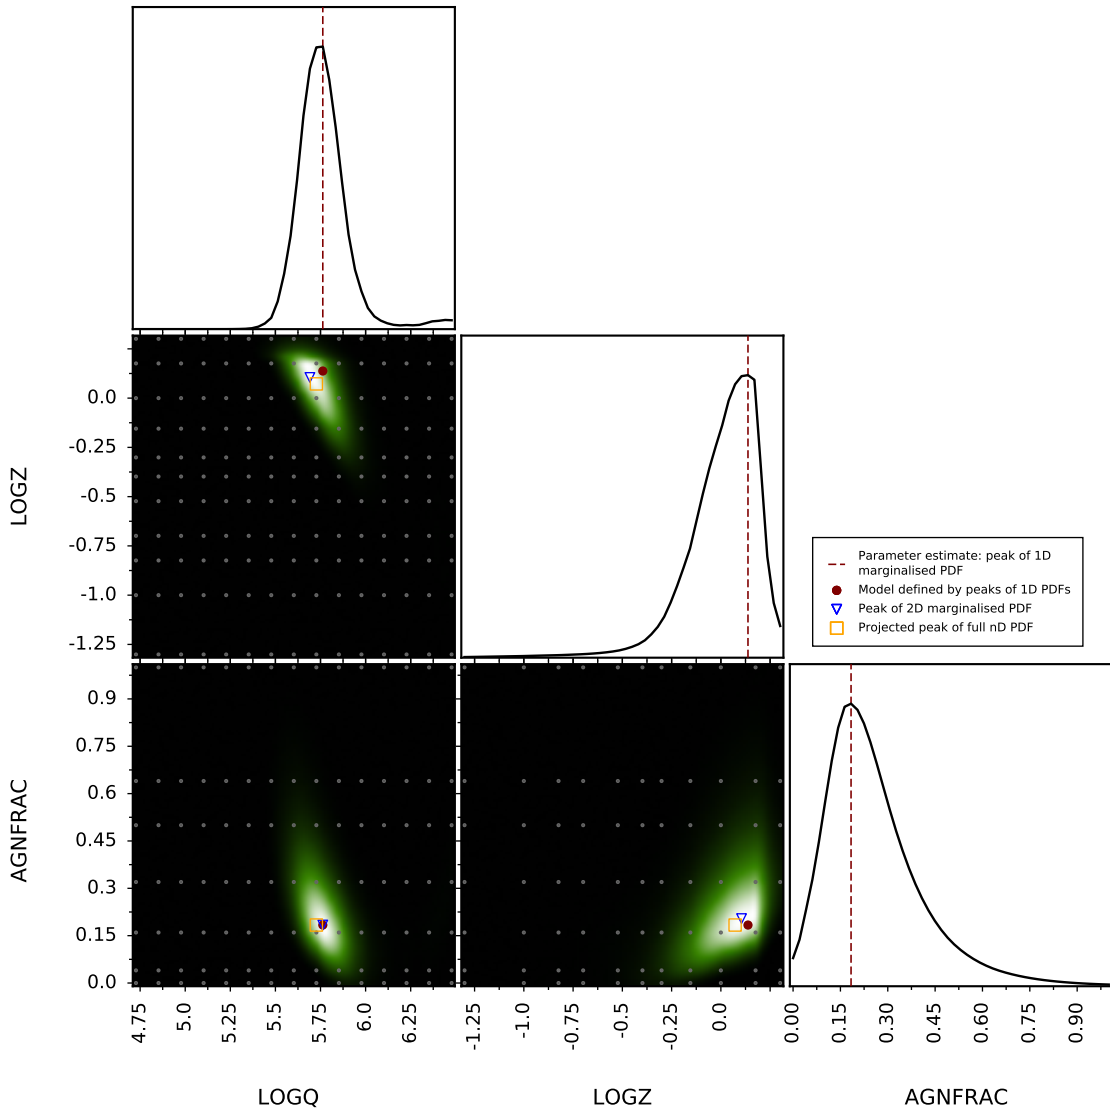 LOGZ
0.0
-0.25
-0.5
-0.75
-1.0
-1.25
Parameter estimate: peak of 1D
marginalised PDF
Model defined by peaks of 1D PDFs
Peak of 2D marginalised PDF
Projected peak of full nD PDF
AGNFRAC
0.9
0.75
0.6
0.45
0.3
0.15
0.0
4.75 5.0 5.25 5.5 5.75 6.0 6.25
-1.25 -1.0 -0.75 -0.5 -0.25 0.0
0.00 0.15 0.30 0.45 0.60 0.75 0.90
LOGQ
LOGZ
AGNFRAC